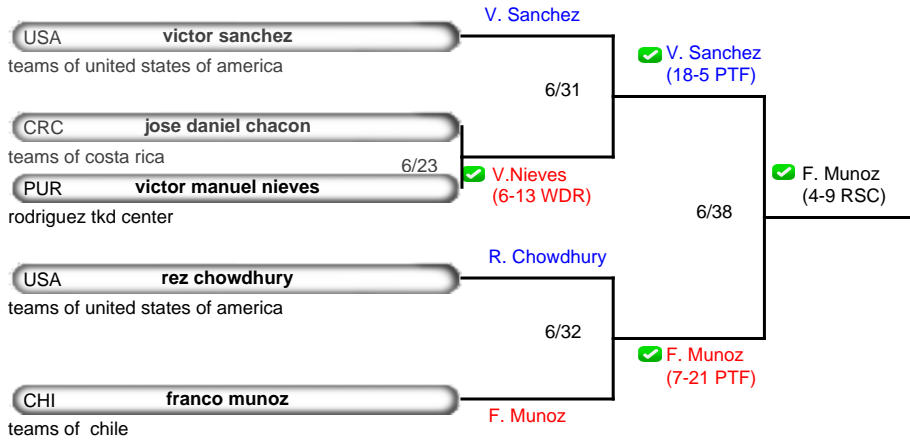 V. Sanchez
USA victor sanchez
teams of united states of america
V. Sanchez
(18-5 PTF)
6/31
CRC jose daniel chacon
teams of costa rica
6/23
V.Nieves
(6-13 WDR)
PUR victor manuel nieves
rodriguez tkd center
F. Munoz
(4-9 RSC)
6/38
R. Chowdhury
USA rez chowdhury
teams of united states of america
6/32
F. Munoz
(7-21 PTF)
CHI franco munoz
F. Munoz
teams of  chile